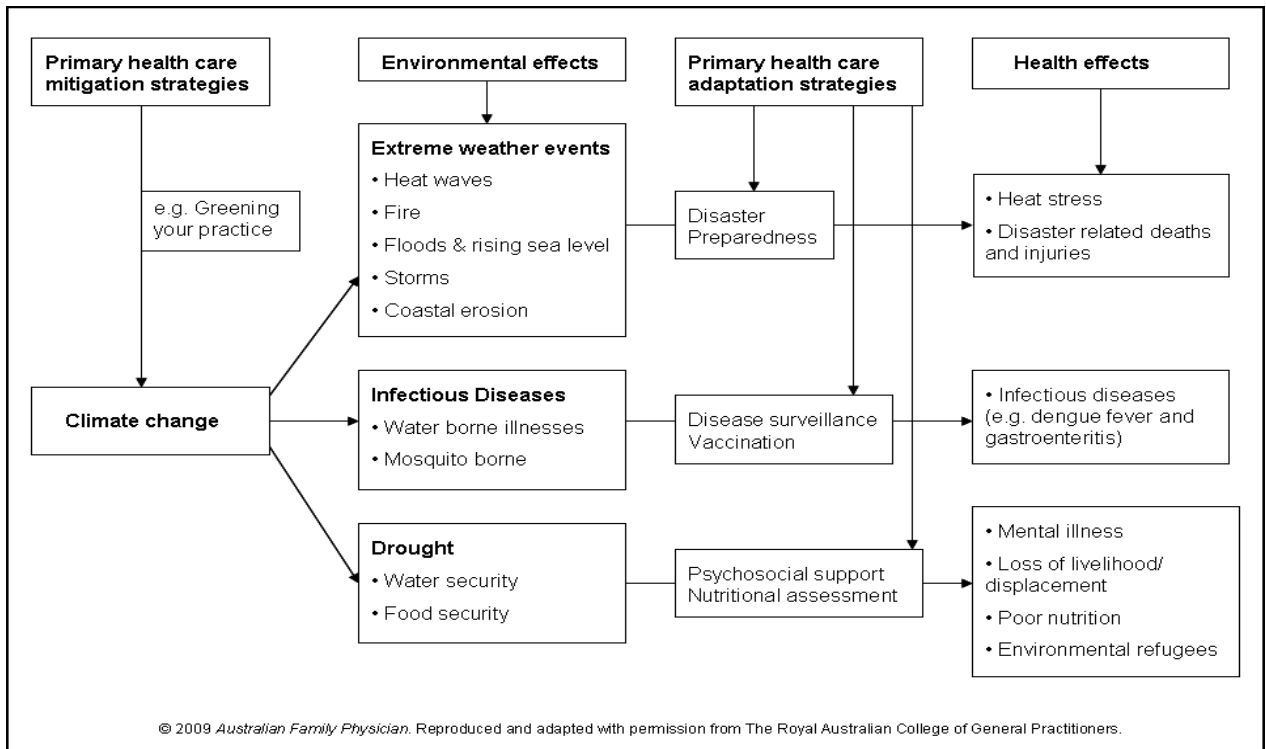 Primary health care
mitigation strategies
Environmental effects
Primary health care
adaptation strategies
Health effects
e.g. Greening
your practice
Extreme weather events
• Heat waves
• Fire
• Floods & rising sea level
• Storms
• Coastal erosion
Disaster
Preparedness
• Heat stress
• Disaster related deaths
and injuries
Climate change
Infectious Diseases
• Water borne illnesses
• Mosquito borne
Disease surveillance
Vaccination
• Infectious diseases
(e.g. dengue fever and
gastroenteritis)
Drought
• Water security
• Food security
Psychosocial support
Nutritional assessment
• Mental illness
• Loss of livelihood/
displacement
• Poor nutrition
• Environmental refugees
© 2009 Australian Family Physician. Reproduced and adapted with permission from The Royal Australian College of General Practitioners.